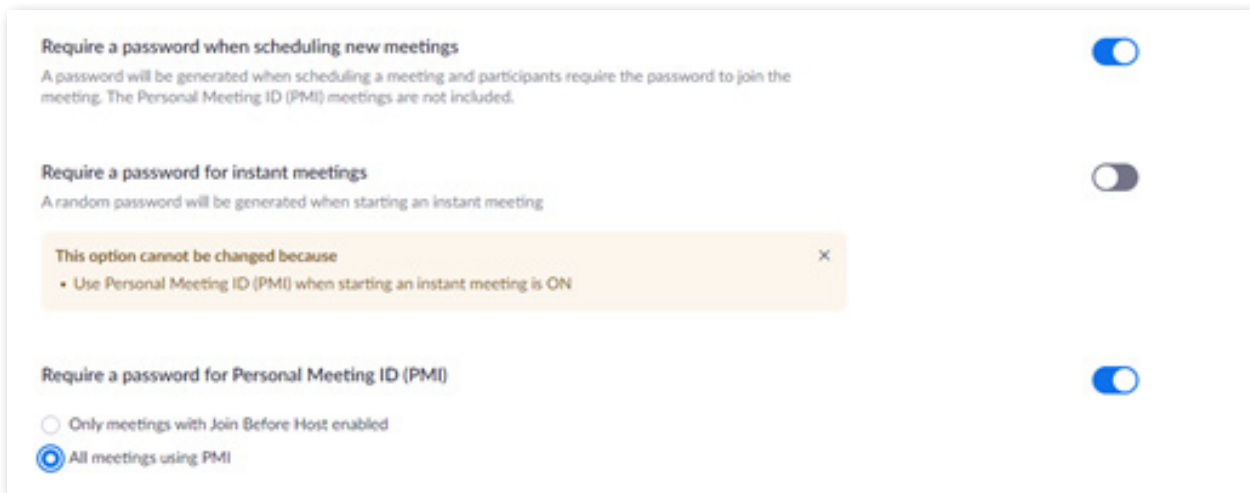 Require a password when scheduling new meetings
A password will be generated when scheduling a meeting and participants require the password to join the
meeting. The Personal Meeting ID (PMI) meetings are not included.
Require a password for instant meetings
A random password will be generated when starting an instant meeting
This option cannot be changed because
• Use Personal Meeting ID (PMI) when starting an instant meeting is ON
Require a password for Personal Meeting ID (PMI)
Only meetings with Join Before Host enabled
All meetings using PMI